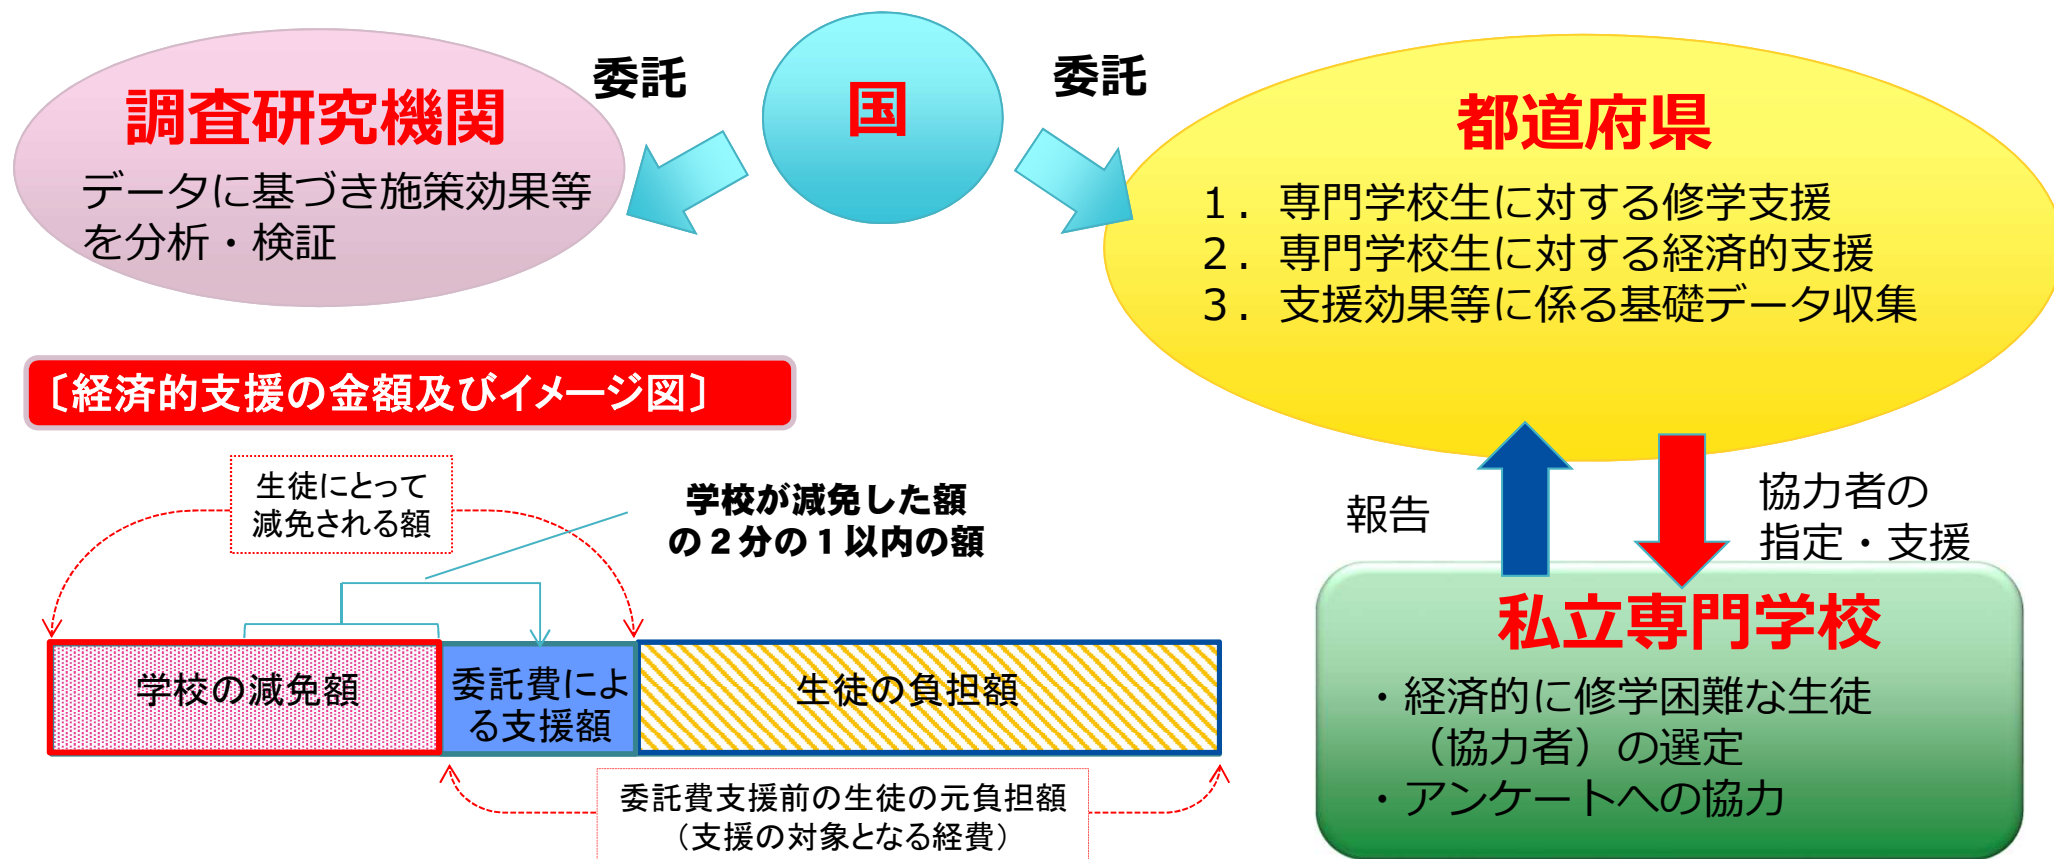 調査研究機関
データに基づき施策効果等
を分析・検証
委託
国
委託
都道府県
１．専門学校生に対する修学支援
２．専門学校生に対する経済的支援
３．支援効果等に係る基礎データ収集
〔経済的支援の金額及びイメージ図〕
生徒にとって
減免される額
学校が減免した額
の２分の１以内の額
学校の減免額
委託費によ
る支援額
生徒の負担額
委託費支援前の生徒の元負担額
（支援の対象となる経費）
報告
協力者の
指定・支援
私立専門学校
・経済的に修学困難な生徒
（協力者）の選定
・アンケートへの協力